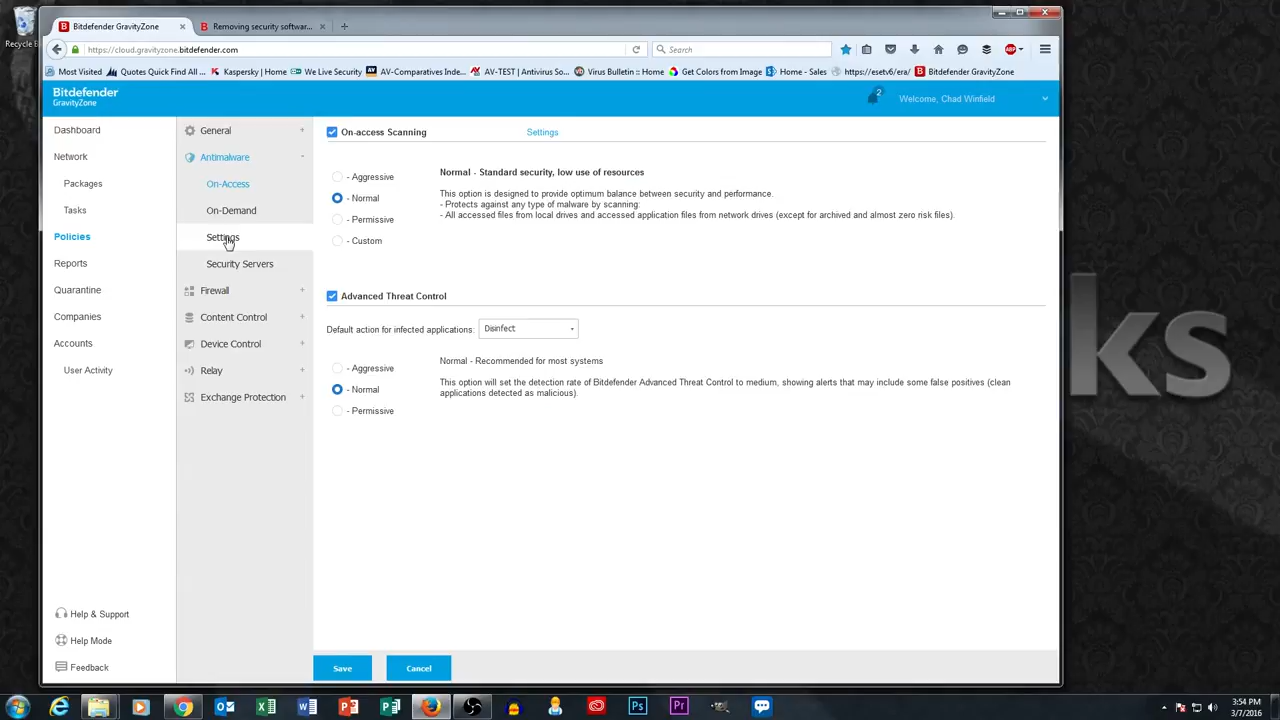 Recycle B
Bitdefender GravityZone
Removing security softwar...
https://cloud.gravityzone.bitdefender.com
Search
ABP
Most Visited
Quotes Quick Find All ...
Kaspersky | Home
We Live Security
AV-Comparatives Inde...
AV-TEST | Antivirus So...
Virus Bulletin :: Home
Get Colors from Image
Home - Sales
https://esetv6/era/
Bitdefender GravityZone
Bitdefender
GravityZone
2
Welcome, Chad Winfield
Dashboard
Network
Packages
Tasks
Policies
Reports
Quarantine
Companies
Accounts
User Activity
Help & Support
Help Mode
Feedback
General +
Antimalware -
On-Access
On-Demand
Settings
Security Servers
Firewall +
Content Control +
Device Control +
Relay +
Exchange Protection +
On-access Scanning
Settings
- Aggressive
- Normal
- Permissive
- Custom
Normal - Standard security, low use of resources
This option is designed to provide optimum balance between security and performance.
- Protects against any type of malware by scanning:
- All accessed files from local drives and accessed application files from network drives (except for archived and almost zero risk files).
Advanced Threat Control
Default action for infected applications: Disinfect
- Aggressive
- Normal
- Permissive
Normal - Recommended for most systems
This option will set the detection rate of Bitdefender Advanced Threat Control to medium, showing alerts that may include some false positives (clean
applications detected as malicious).
Save
Cancel
ks
Ps
Pr
3:54 PM
3/7/2016